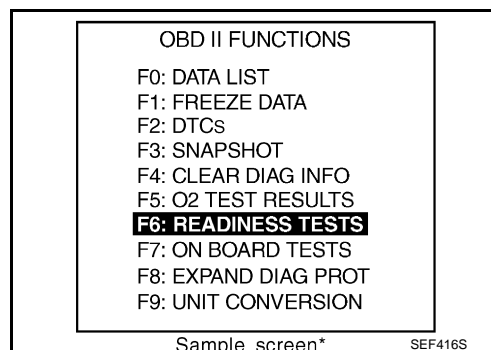 OBD II FUNCTIONS
F0: DATA LIST
F1: FREEZE DATA
F2: DTCs
F3: SNAPSHOT
F4: CLEAR DIAG INFO
F5: O2 TEST RESULTS
F6: READINESS TESTS
F7: ON BOARD TESTS
F8: EXPAND DIAG PROT
F9: UNIT CONVERSION
Sample screen*
SEF416S